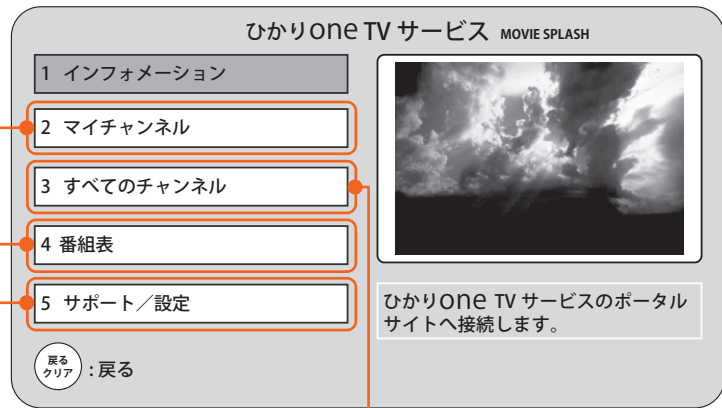 ひかりone TV サービス MOVIE SPLASH
1 インフォメーション
2 マイチャンネル
3 すべてのチャンネル
4 番組表
5 サポート／設定
ひかりone TV サービスのポータル
サイトへ接続します。
戻る
クリア
:戻る